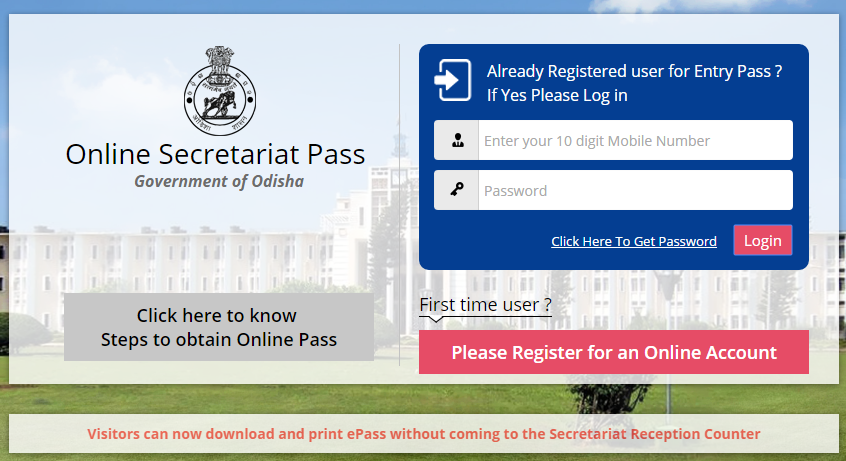 Online Secretariat Pass
Government of Odisha
Click here to know
Steps to obtain Online Pass
Already Registered user for Entry Pass ?
If Yes Please Log in
Enter your 10 digit Mobile Number
Password
Click Here To Get Password
Login
First time user ?
Please Register for an Online Account
Visitors can now download and print ePass without coming to the Secretariat Reception Counter